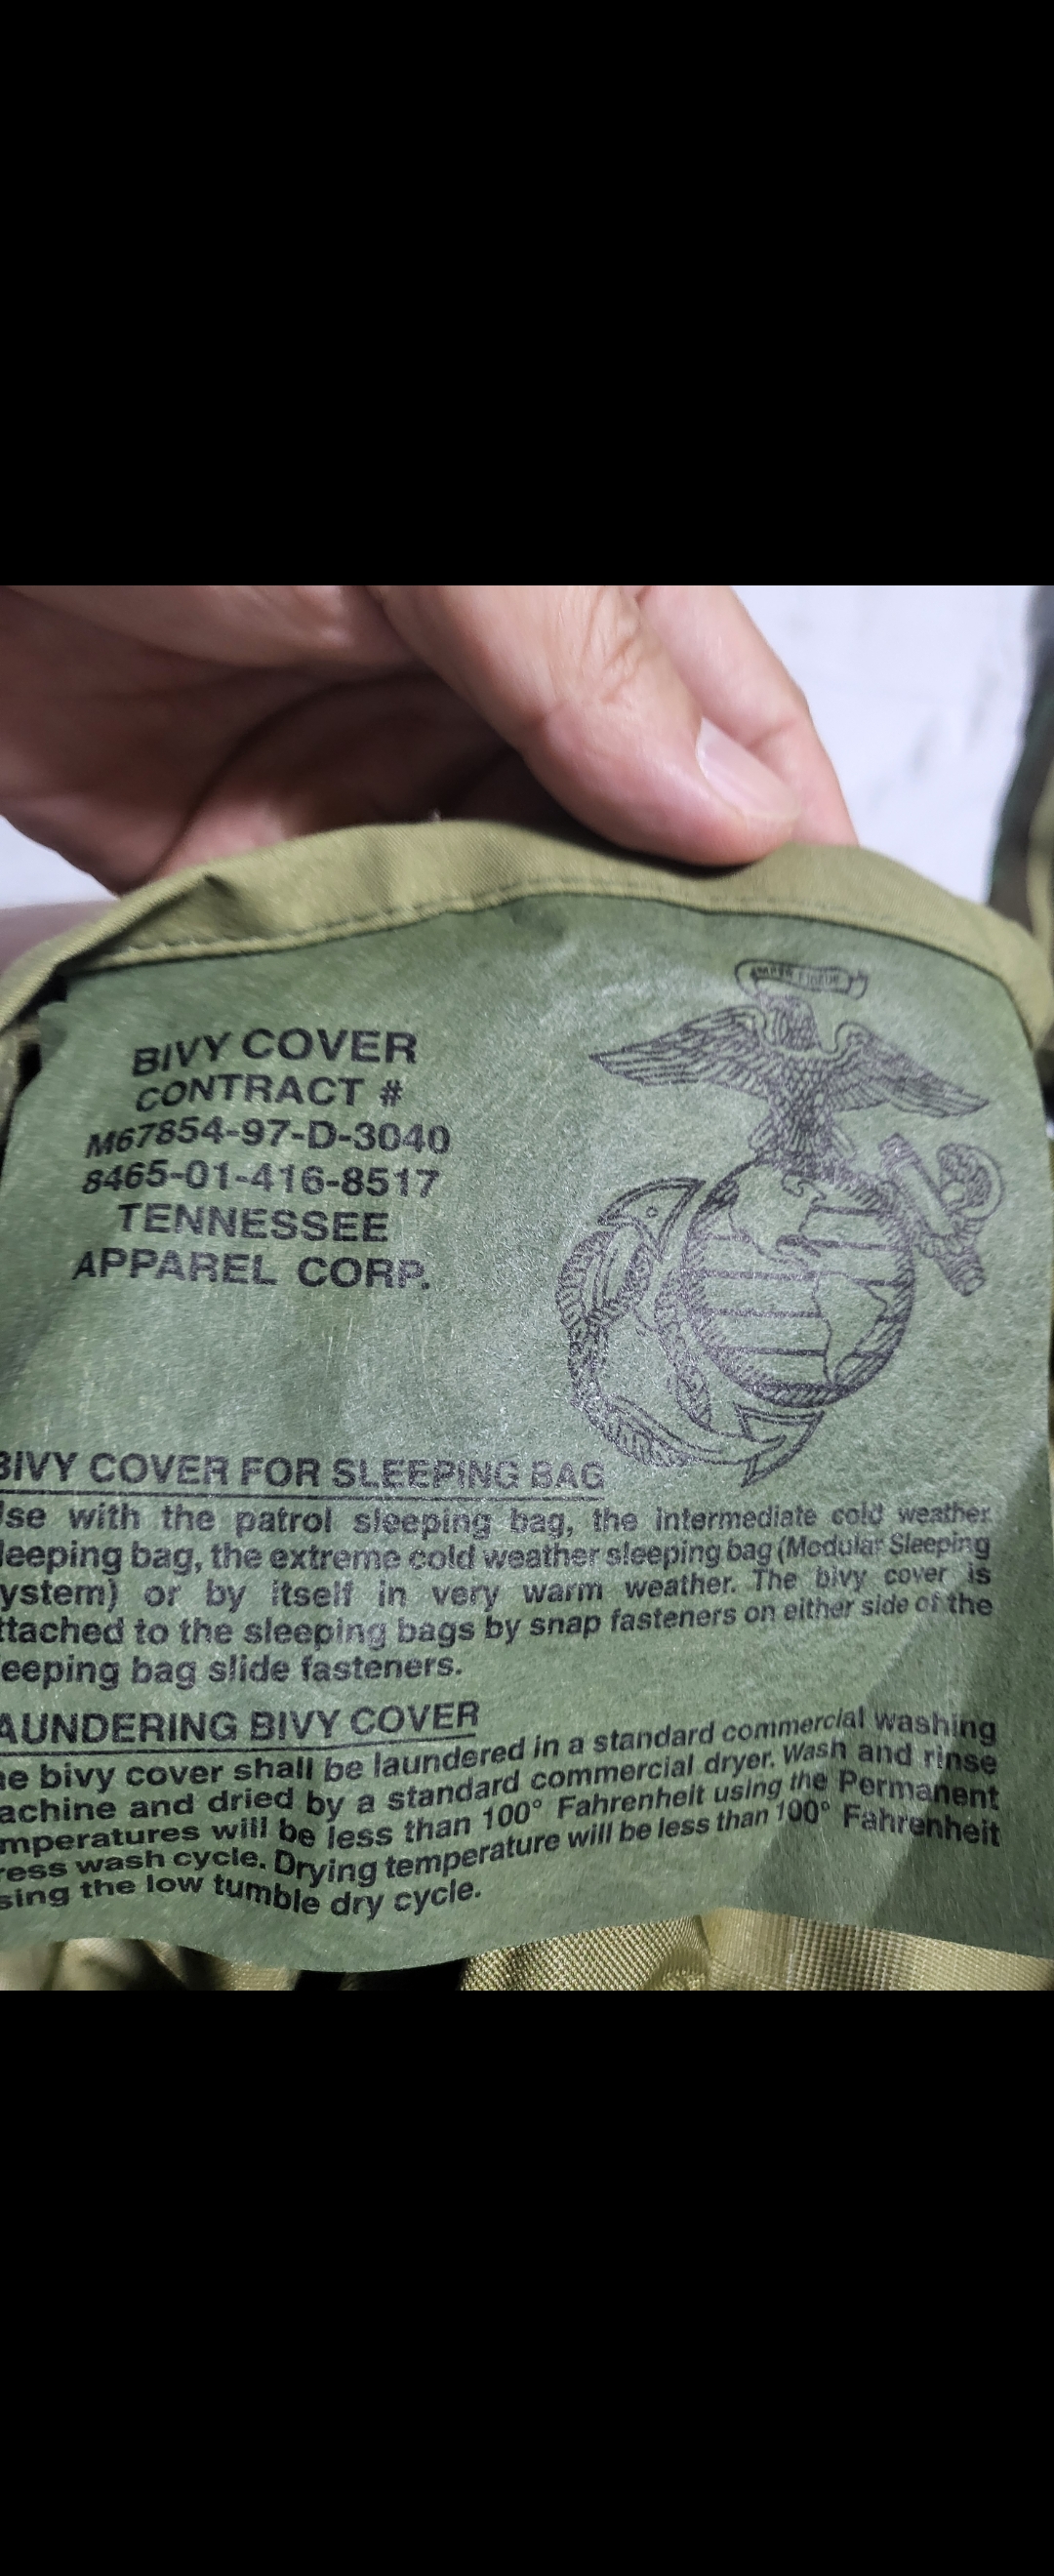 BIVY COVER
CONTRACT #
M67854-97-D-3040
8465-01-416-8517
TENNESSEE
APPAREL CORP.
BIVY COVER FOR SLEEPING BAG
se with the patrol sleeping bag, the intermediate cold weather
leeping bag, the extreme cold weather sleeping bag (Modular Sleeping
ystem) or by itself in very warm weather. The bivy cover is
ttached to the sleeping bags by snap fasteners on either side of the
eeping bag slide fasteners.
AUNDERING BIVY COVER
e bivy cover shall be laundered in a standard commercial washing
achine and dried by a standard commercial dryer. Wash and rinse
mperatures will be less than 100° Fahrenheit using the Permanent
ress wash cycle. Drying temperature will be less than 100° Fahrenheit
sing the low tumble dry cycle.